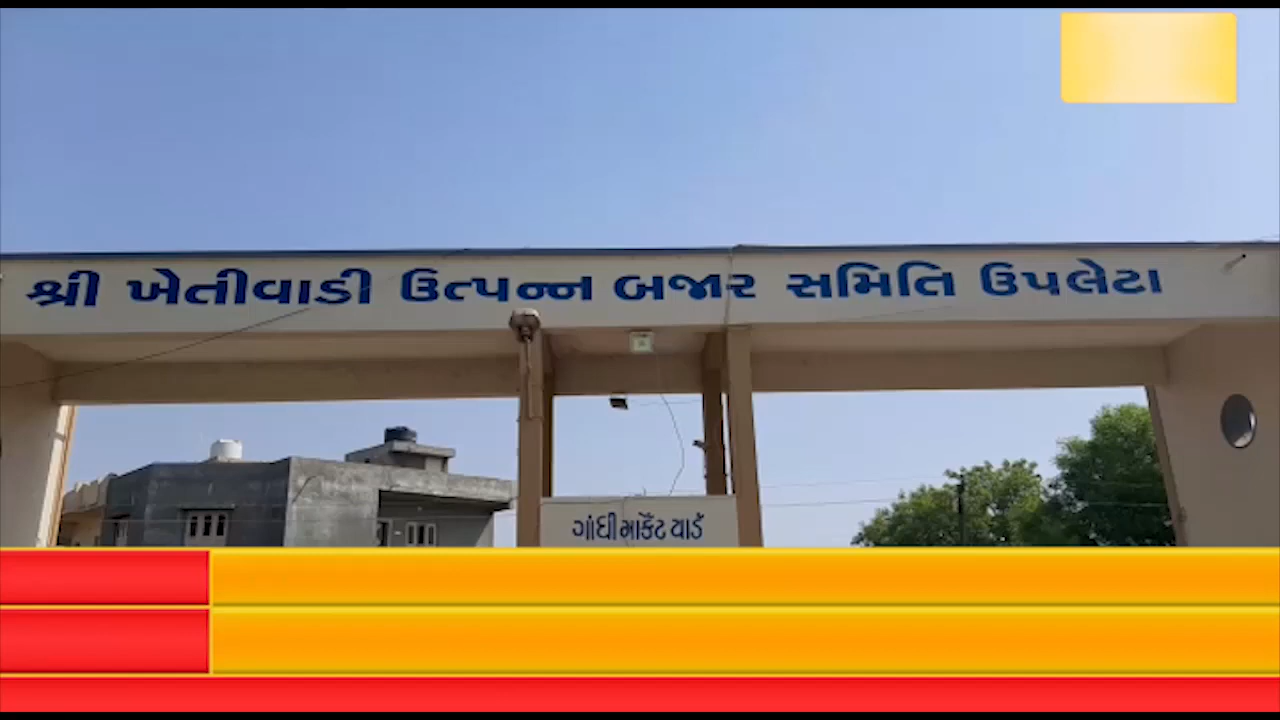 શ્રી ખેતીવાડી ઉત્પન્ન બજાર સમિતિ ઉપલેટા
ગાંધી માર્કેટ યાર્ડ